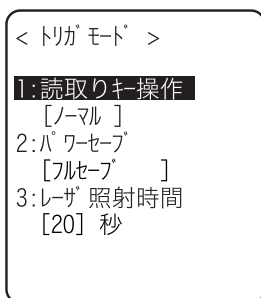 < ﾄﾘｶﾞﾓｰﾄﾞ >
1:読取りｷｰ操作
[ﾉｰﾏﾙ ]
2:ﾊﾟﾜｰｾｰﾌﾞ
[ﾌﾙｾｰﾌﾞ ]
3:ﾚｰｻﾞ照射時間
[20] 秒